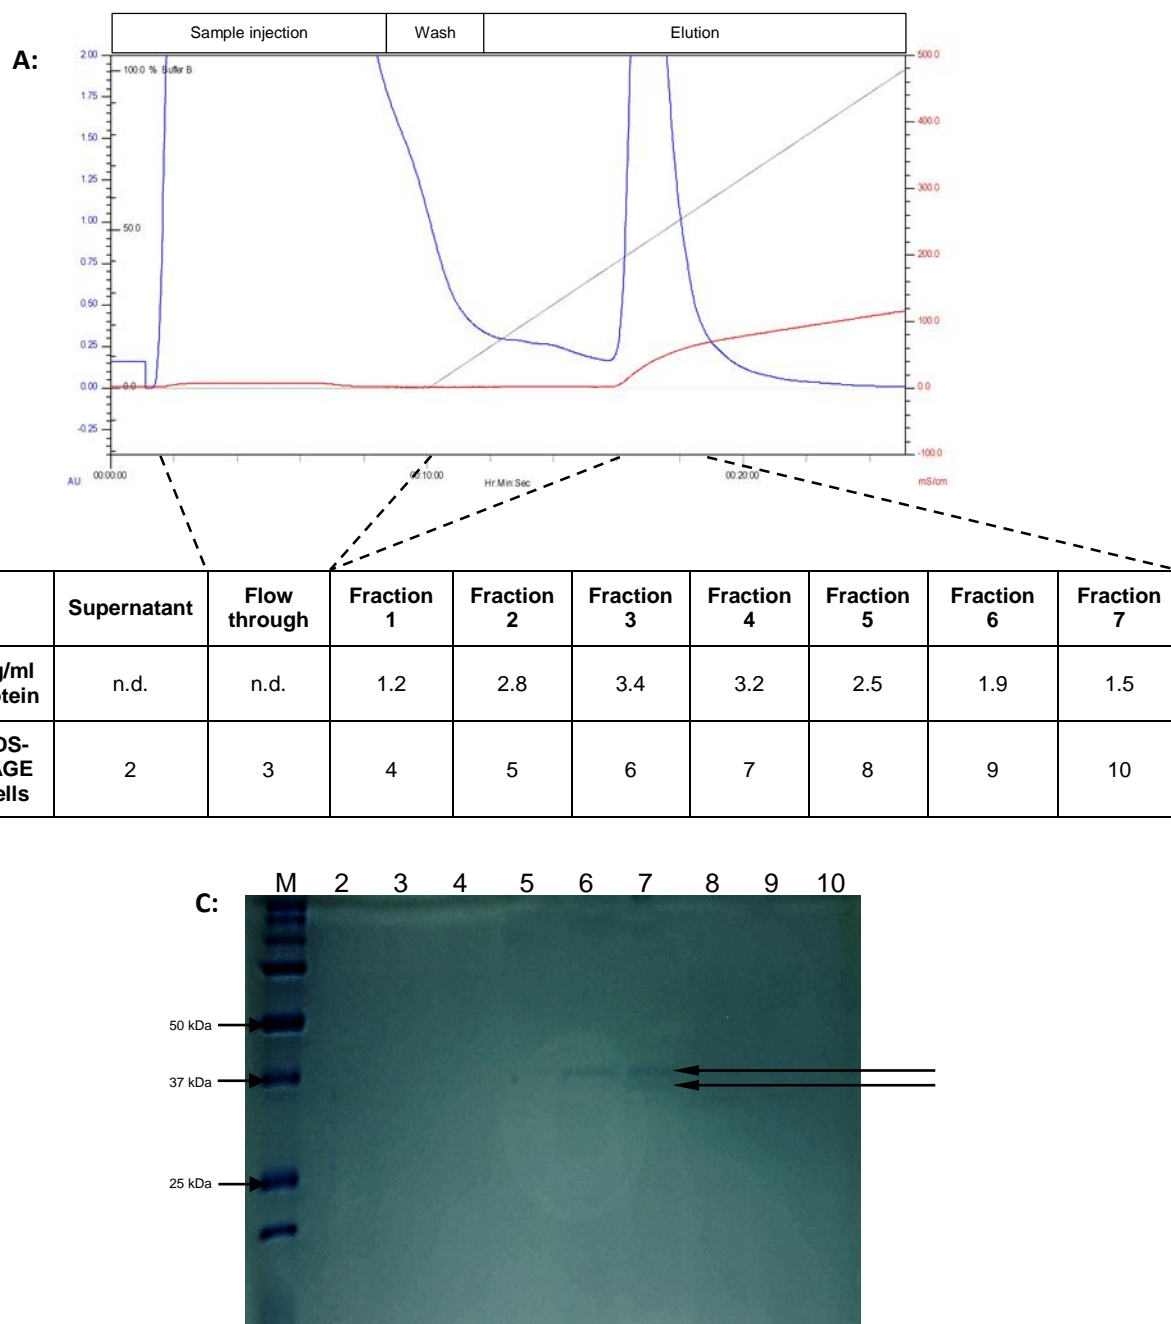 Sample injection Wash Elution
A:
2.00 100.0 % Buffer B 500.0
1.75
1.50 400.0
1.25 300.0
1.00 50.0
0.75 200.0
0.50 100.0
0.25
0.00 0.0 0.0
-0.25
-100.0
AU 00:00:00 00:10:00 Hr:Min:Sec 00:20:00 mS/cm
Supernatant Flow through Fraction 1 Fraction 2 Fraction 3 Fraction 4 Fraction 5 Fraction 6 Fraction 7
g/ml
tein n.d. n.d. 1.2 2.8 3.4 3.2 2.5 1.9 1.5
DS-
AGE
ells 2 3 4 5 6 7 8 9 10
M 2 3 4 5 6 7 8 9 10
C:
50 kDa
37 kDa
25 kDa